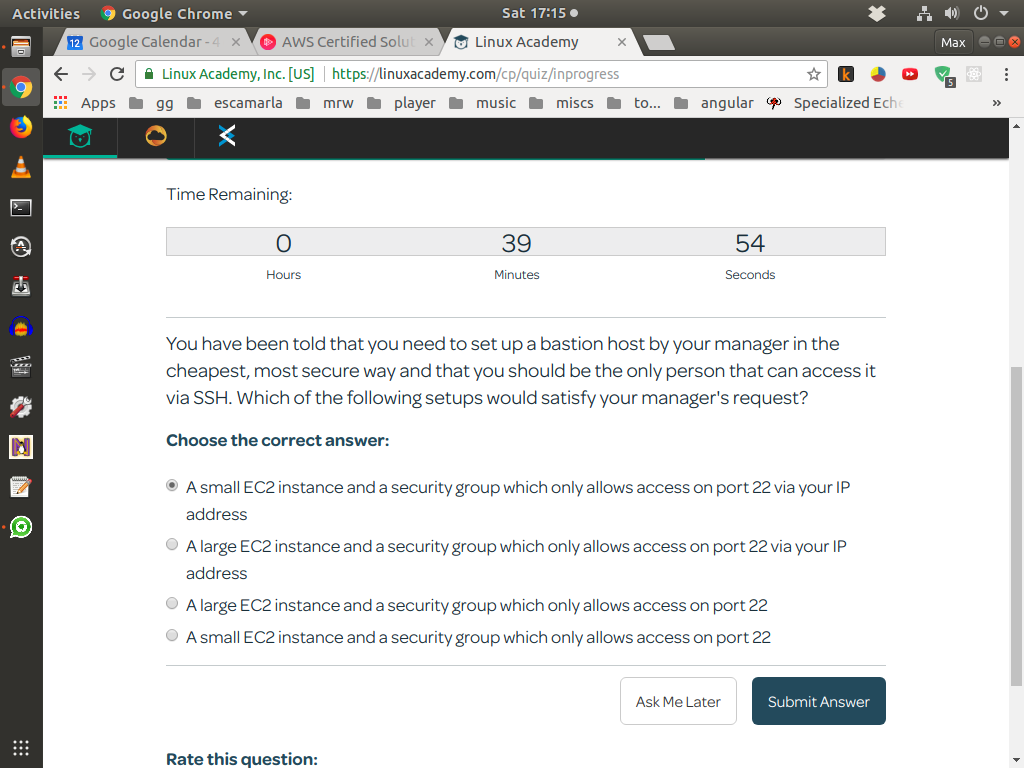 Activities Google Chrome Sat 17:15
12 Google Calendar - 4 AWS Certified Solut Linux Academy Max
Linux Academy, Inc. [US] https://linuxacademy.com/cp/quiz/inprogress k 5
Apps gg escamarla mrw player music miscs to... angular Specialized Eche »
Time Remaining:
0 39 54
Hours Minutes Seconds
You have been told that you need to set up a bastion host by your manager in the
cheapest, most secure way and that you should be the only person that can access it
via SSH. Which of the following setups would satisfy your manager's request?
Choose the correct answer:
A small EC2 instance and a security group which only allows access on port 22 via your IP
address
A large EC2 instance and a security group which only allows access on port 22 via your IP
address
A large EC2 instance and a security group which only allows access on port 22
A small EC2 instance and a security group which only allows access on port 22
Ask Me Later Submit Answer
Rate this question: